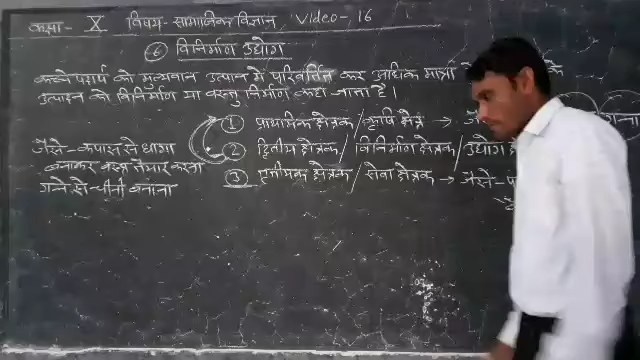 कक्षा- X विषय- सामाजिक विज्ञान, Video-16
⑥ विनिर्माण उद्योग
कच्चे पदार्थ को मूल्यवान उत्पाद में परिवर्तित कर अधिक मात्रा के
उत्पादन को विनिर्माण या वस्तु निर्माण कहा जाता है।
① प्राथमिक क्षेत्रक/कृषि क्षेत्र → गन्ना
जैसे- कपास से धागा
② द्वितीय क्षेत्रक/विनिर्माण क्षेत्रक/उद्योग
बनाकर वस्त्र तैयार करना
③ तृतीयक क्षेत्रक/सेवा क्षेत्रक → जैसे-
गन्ने से चीनी बनाना